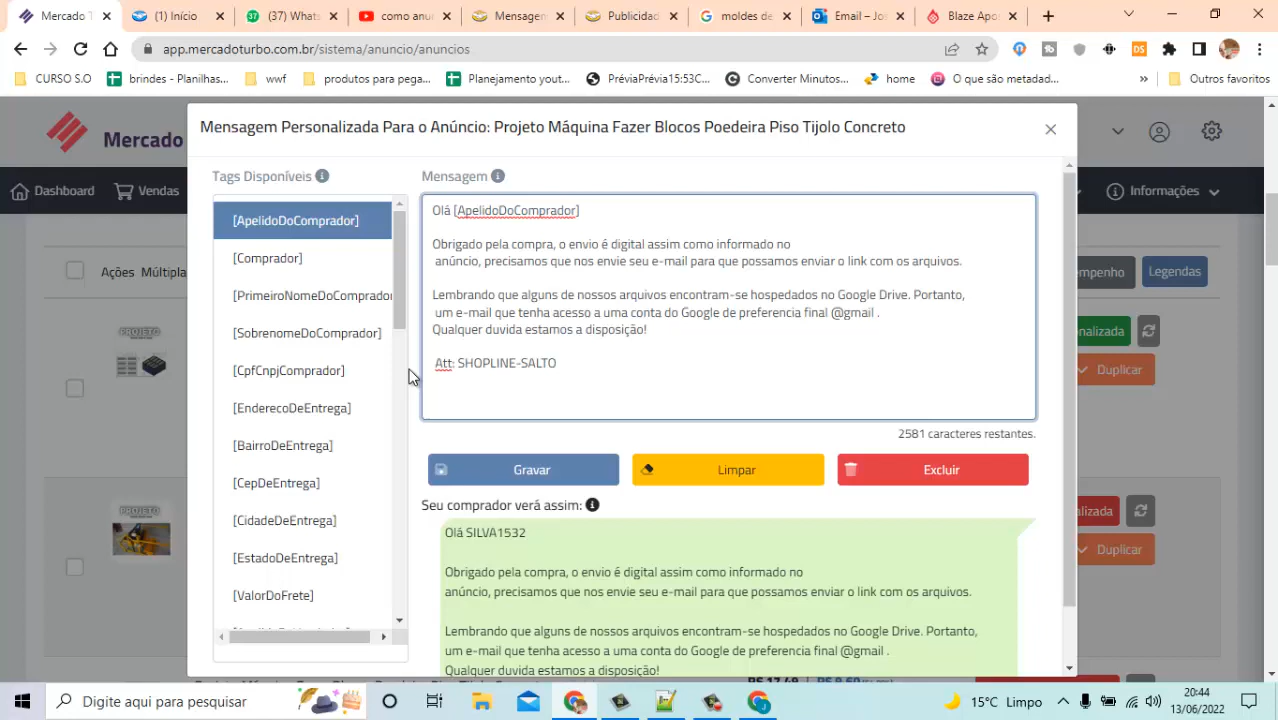 Mercado T
(1) Início
(37) Whats
como anu
Mensagem
Publicidad
moldes de
Email – Jos
Blaze Apos
app.mercadoturbo.com.br/sistema/anuncio/anuncios
CURSO S.O
brindes - Planilhas...
wwf
produtos para pega...
Planejamento yout...
PréviaPrévia15:53C...
Converter Minutos...
home
O que são metadad...
»
Outros favoritos
Mercado
Mensagem Personalizada Para o Anúncio: Projeto Máquina Fazer Blocos Poedeira Piso Tijolo Concreto
Dashboard
Vendas
Informações
Ações Múltipla
empenho
Legendas
PROJETO
onalizada
Duplicar
PROJETO
alizada
Duplicar
Tags Disponíveis
[ApelidoDoComprador]
[Comprador]
[PrimeiroNomeDoComprador
[SobrenomeDoComprador]
[CpfCnpjComprador]
[EnderecoDeEntrega]
[BairroDeEntrega]
[CepDeEntrega]
[CidadeDeEntrega]
[EstadoDeEntrega]
[ValorDoFrete]
Mensagem
Olá [ApelidoDoComprador]
Obrigado pela compra, o envio é digital assim como informado no
anúncio, precisamos que nos envie seu e-mail para que possamos enviar o link com os arquivos.
Lembrando que alguns de nossos arquivos encontram-se hospedados no Google Drive. Portanto,
um e-mail que tenha acesso a uma conta do Google de preferencia final @gmail .
Qualquer duvida estamos a disposição!
Att: SHOPLINE-SALTO
2581 caracteres restantes.
Gravar
Limpar
Excluir
Seu comprador verá assim:
Olá SILVA1532
Obrigado pela compra, o envio é digital assim como informado no
anúncio, precisamos que nos envie seu e-mail para que possamos enviar o link com os arquivos.
Lembrando que alguns de nossos arquivos encontram-se hospedados no Google Drive. Portanto,
um e-mail que tenha acesso a uma conta do Google de preferencia final @gmail .
Qualquer duvida estamos a disposição!
Digite aqui para pesquisar
15°C Limpo
20:44
13/06/2022